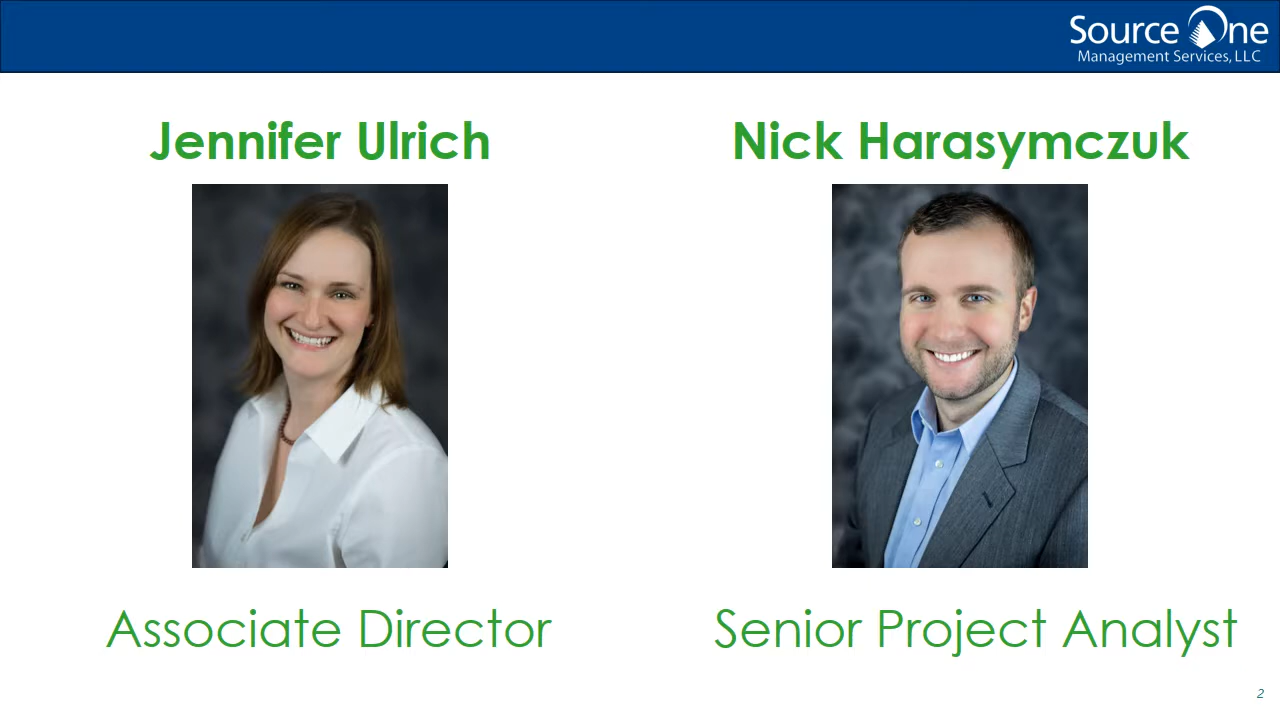 Source One
Management Services, LLC
Jennifer Ulrich
Nick Harasymczuk
Associate Director
Senior Project Analyst
2